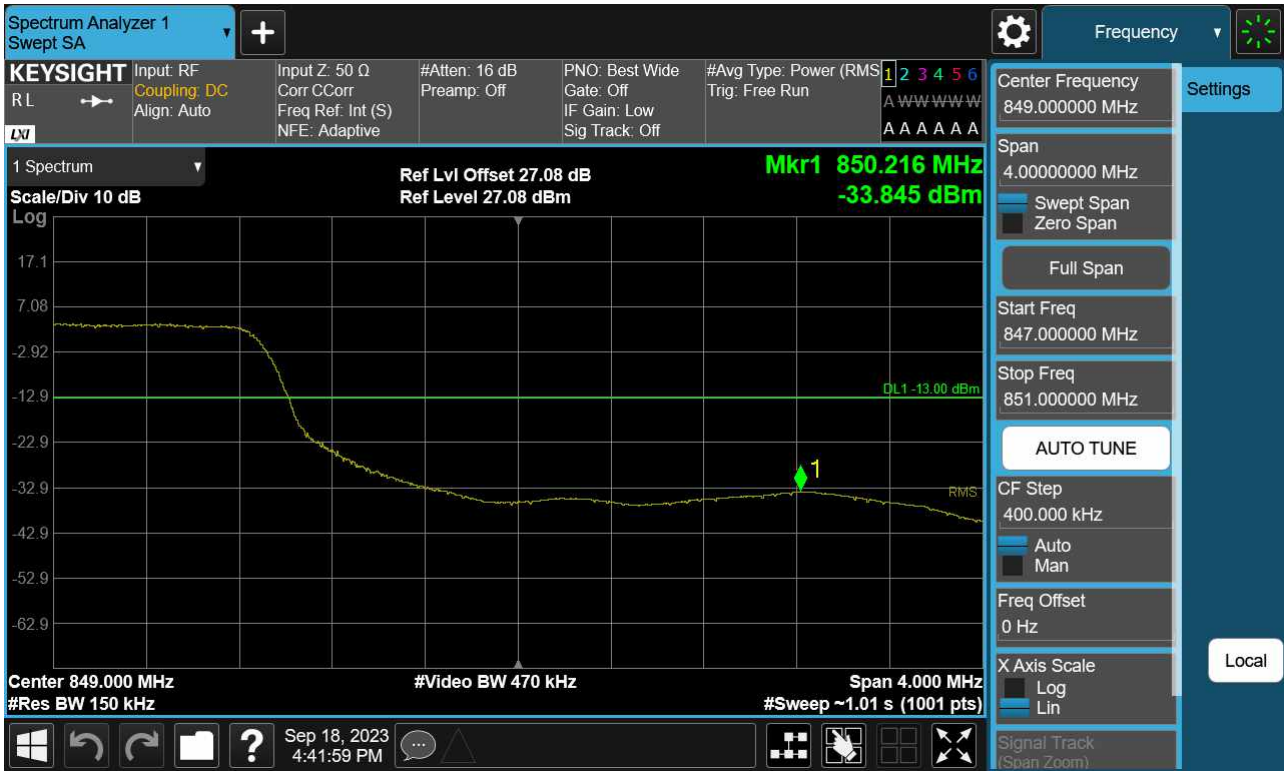 Spectrum Analyzer 1
Swept SA
+
Frequency
KEYSIGHT
RL
LXI
Input: RF
Coupling: DC
Align: Auto
Input Z: 50 Ω
Corr CCorr
Freq Ref: Int (S)
NFE: Adaptive
#Atten: 16 dB
Preamp: Off
PNO: Best Wide
Gate: Off
IF Gain: Low
Sig Track: Off
#Avg Type: Power (RMS
Trig: Free Run
1 2 3 4 5 6
A W W W W W
A A A A A A
1 Spectrum
Scale/Div 10 dB
Log
Ref Lvl Offset 27.08 dB
Ref Level 27.08 dBm
Mkr1 850.216 MHz
-33.845 dBm
17.1
7.08
-2.92
-12.9
-22.9
-32.9
-42.9
-52.9
-62.9
DL1 -13.00 dBm
1
RMS
Center 849.000 MHz
#Res BW 150 kHz
#Video BW 470 kHz
Span 4.000 MHz
#Sweep ~1.01 s (1001 pts)
Center Frequency
849.000000 MHz
Span
4.00000000 MHz
Swept Span
Zero Span
Full Span
Start Freq
847.000000 MHz
Stop Freq
851.000000 MHz
AUTO TUNE
CF Step
400.000 kHz
Auto
Man
Freq Offset
0 Hz
X Axis Scale
Log
Lin
Signal Track
(Span Zoom)
Settings
Local
?
Sep 18, 2023
4:41:59 PM